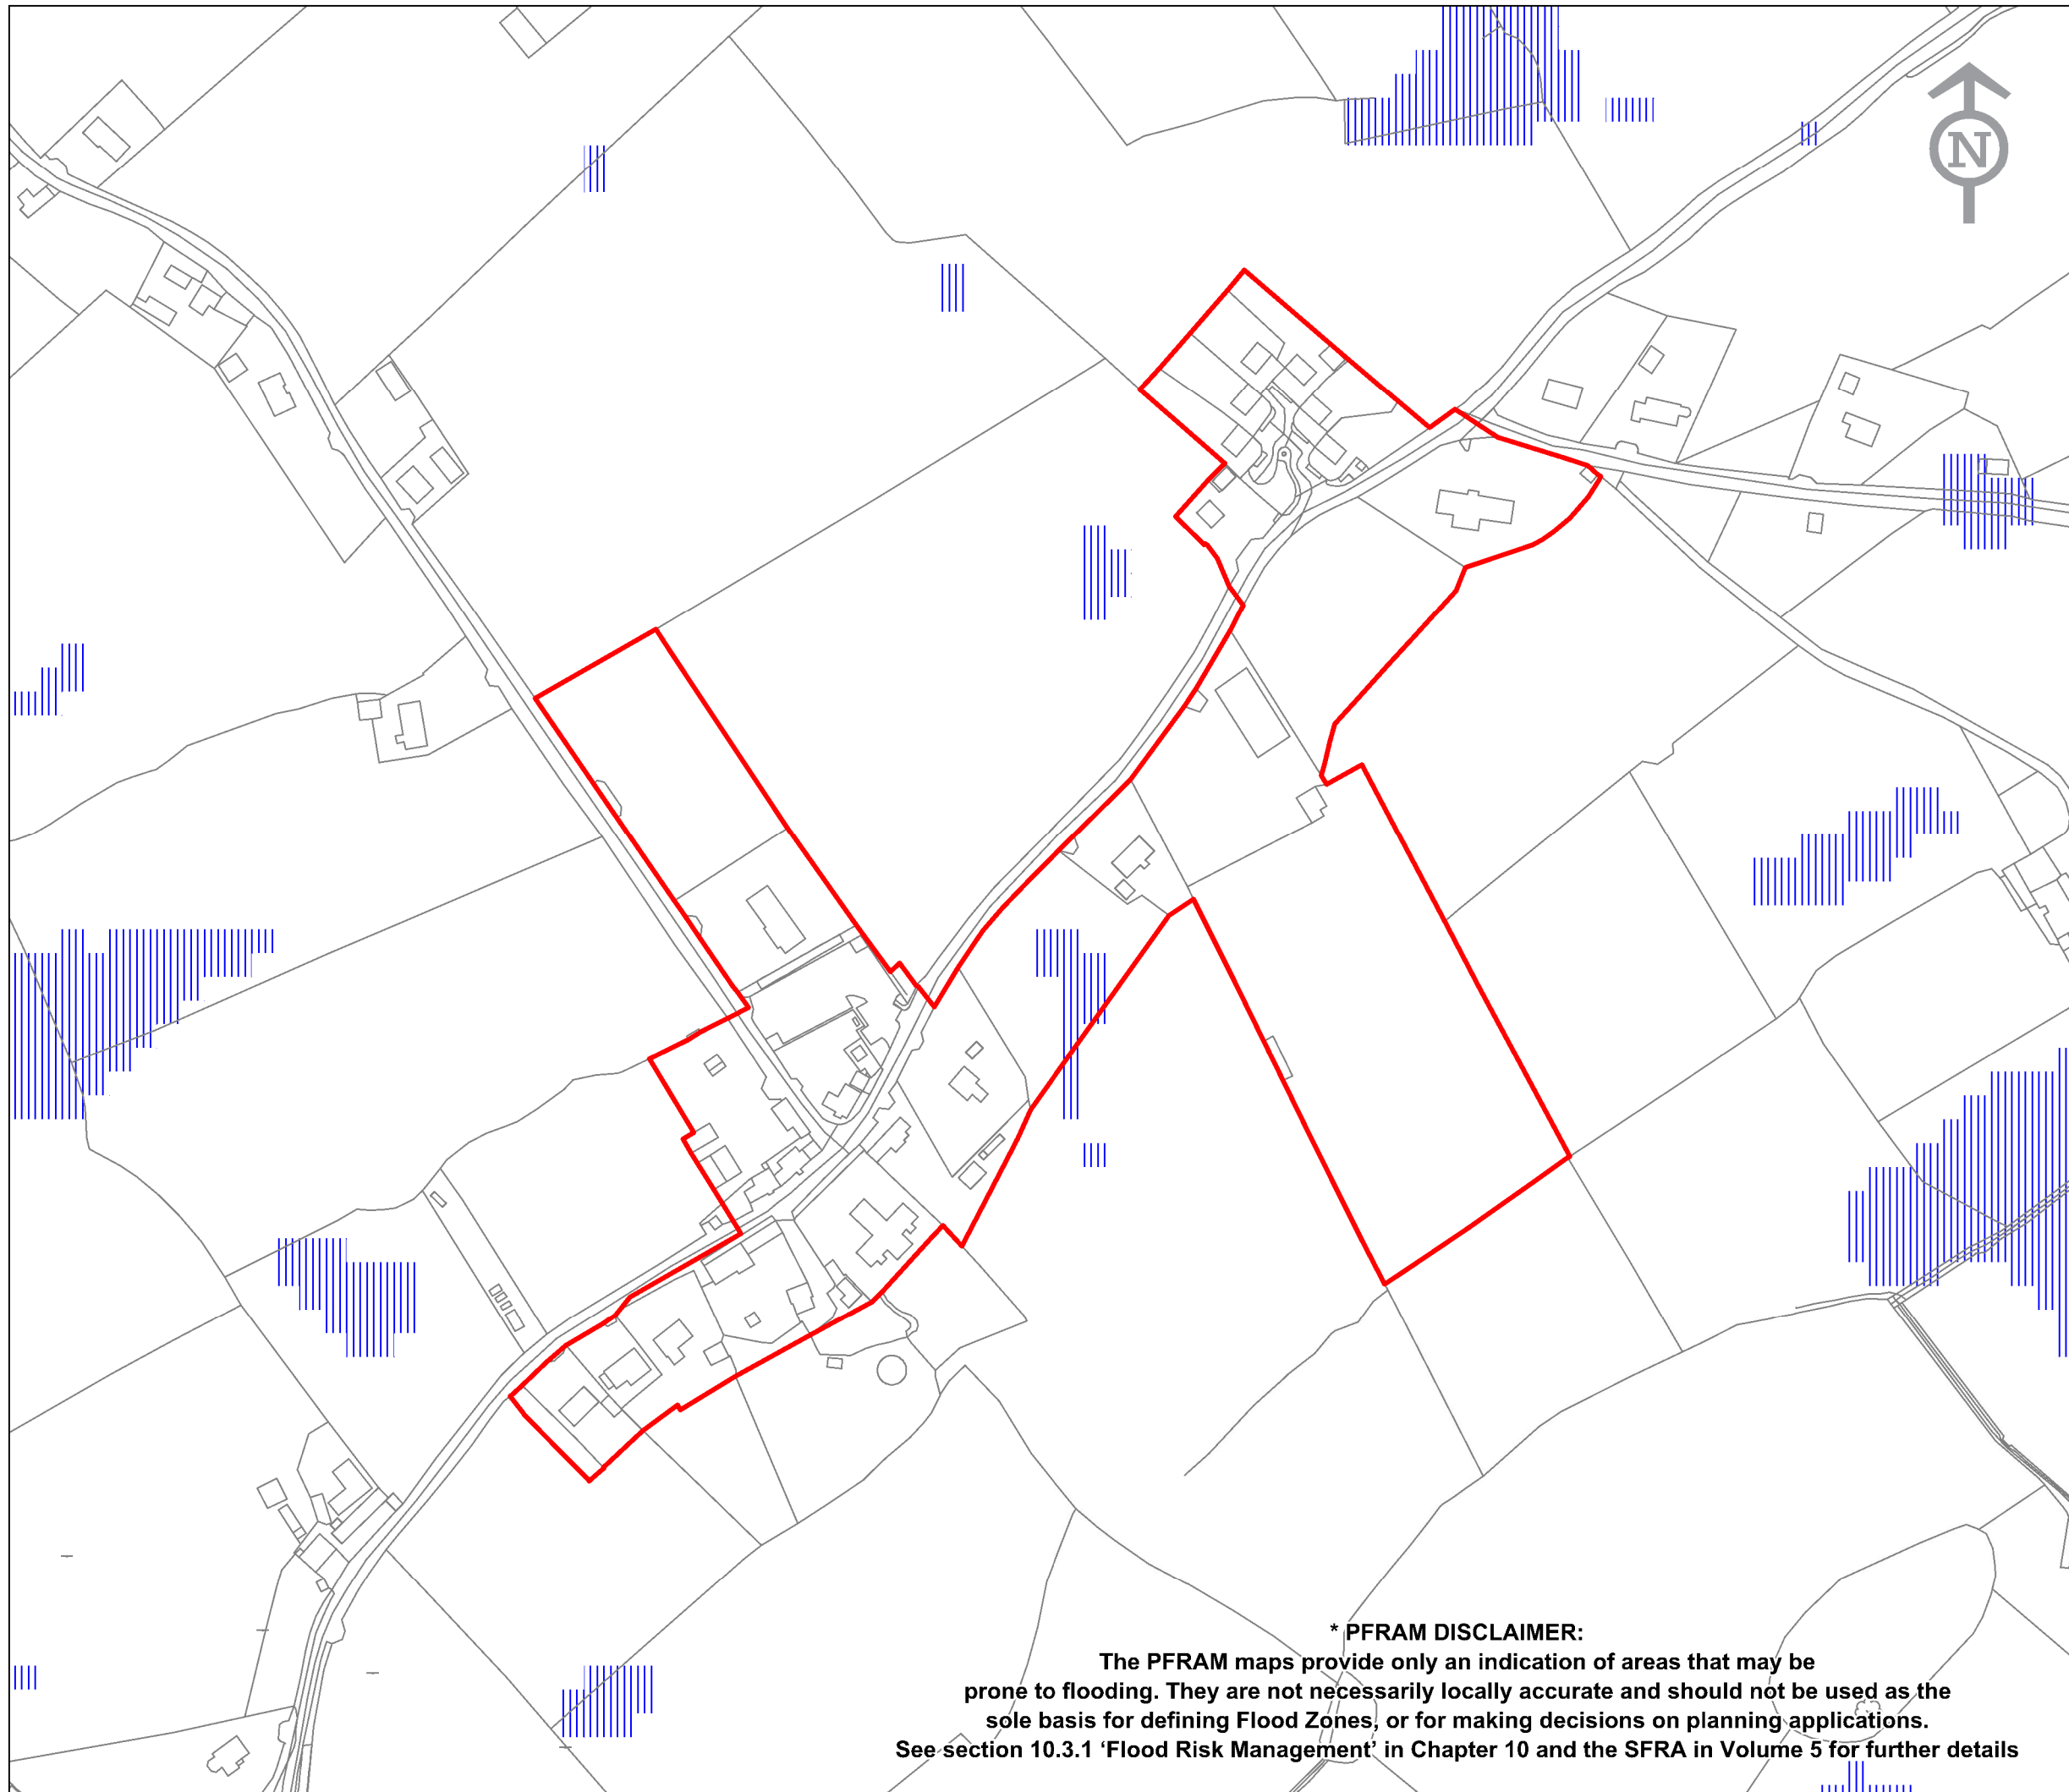 N
* PFRAM DISCLAIMER:
The PFRAM maps provide only an indication of areas that may be
prone to flooding. They are not necessarily locally accurate and should not be used as the
sole basis for defining Flood Zones, or for making decisions on planning applications.
See section 10.3.1 ‘Flood Risk Management’ in Chapter 10 and the SFRA in Volume 5 for further details